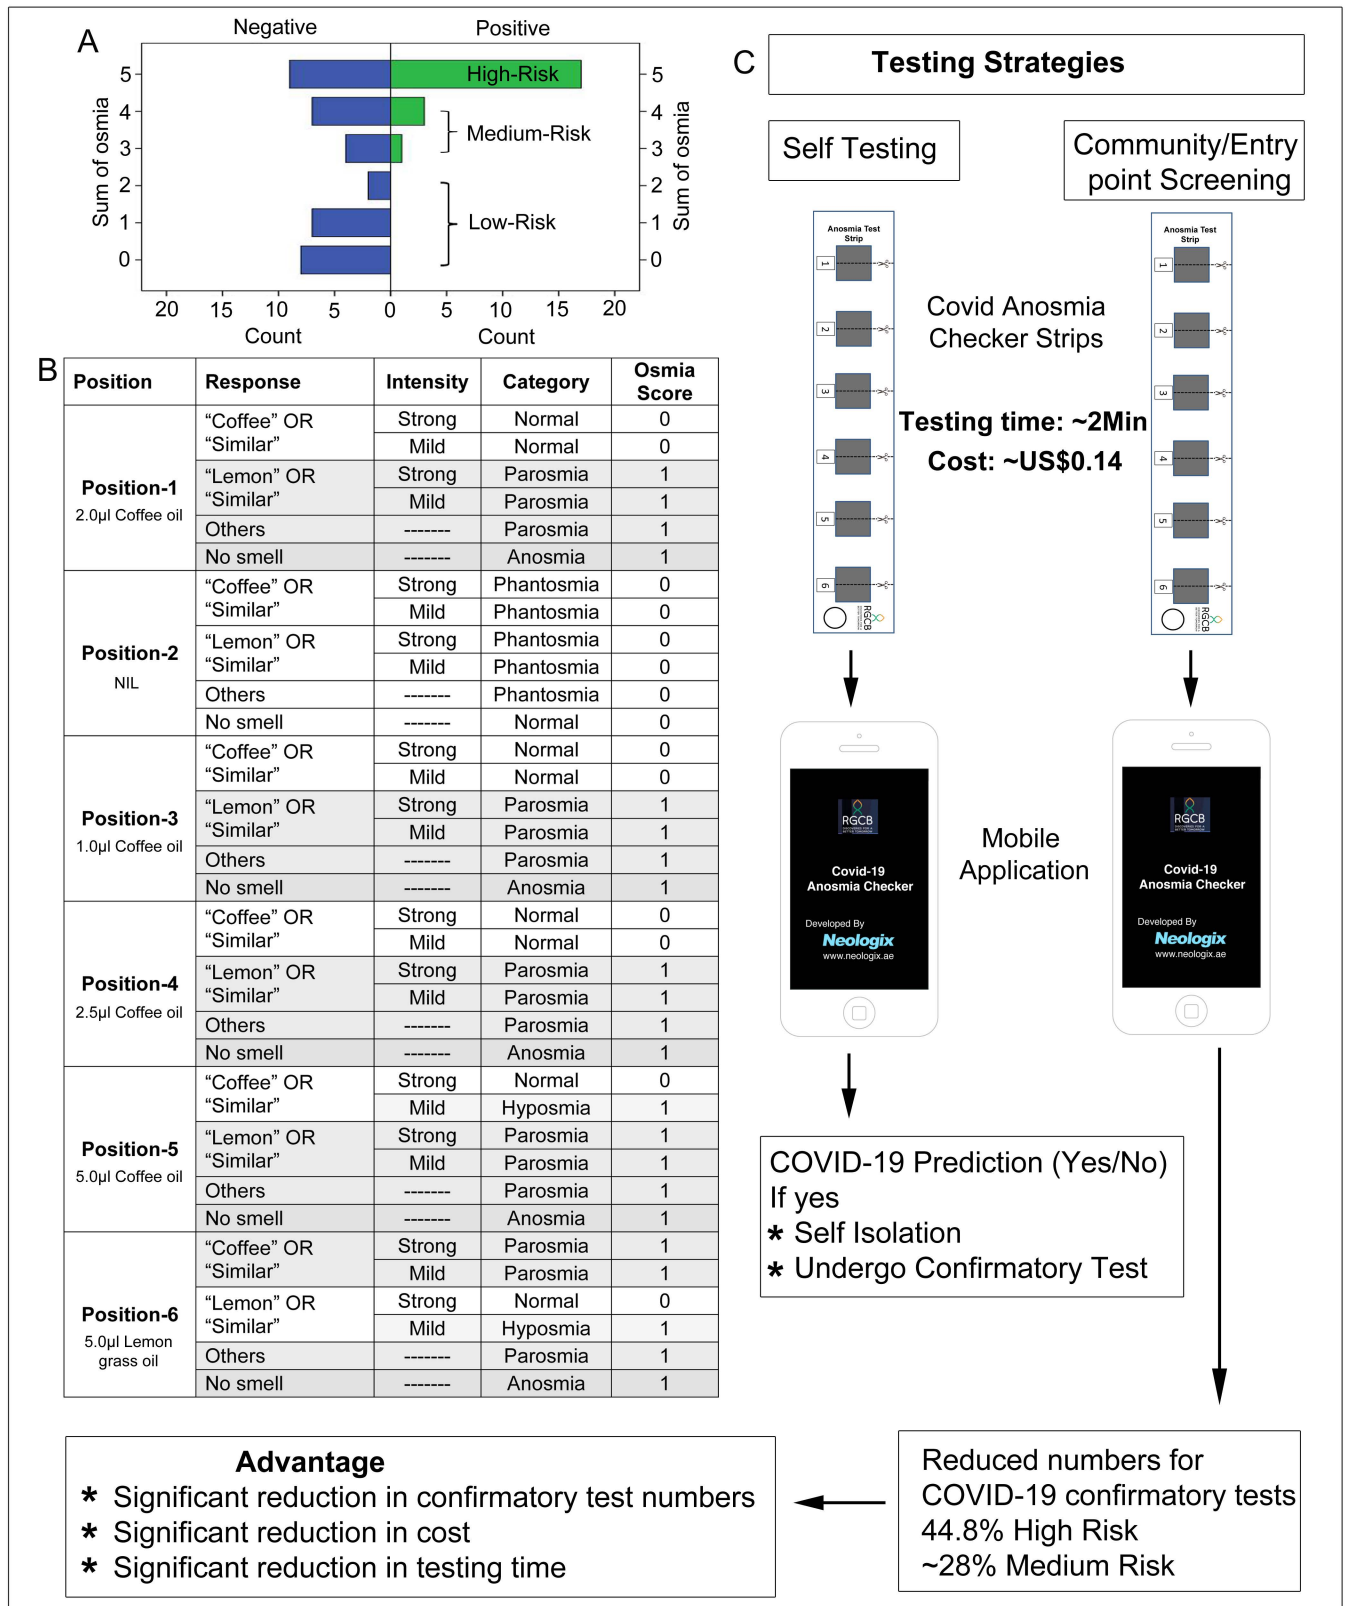 A
Negative
Positive
Sum of osmia
5
4
3
2
1
0
High-Risk
Medium-Risk
Low-Risk
5
4
3
2
1
0
Sum of osmia
20 15 10 5 0 5 10 15 20
Count
Count
B
Position Response Intensity Category Osmia Score
Position-1
2.0µl Coffee oil
“Coffee” OR “Similar”
Strong Normal 0
Mild Normal 0
“Lemon” OR “Similar”
Strong Parosmia 1
Mild Parosmia 1
Others ------- Parosmia 1
No smell ------- Anosmia 1
Position-2
NIL
“Coffee” OR “Similar”
Strong Phantosmia 0
Mild Phantosmia 0
“Lemon” OR “Similar”
Strong Phantosmia 0
Mild Phantosmia 0
Others ------- Phantosmia 0
No smell ------- Normal 0
Position-3
1.0µl Coffee oil
“Coffee” OR “Similar”
Strong Normal 0
Mild Normal 0
“Lemon” OR “Similar”
Strong Parosmia 1
Mild Parosmia 1
Others ------- Parosmia 1
No smell ------- Anosmia 1
Position-4
2.5µl Coffee oil
“Coffee” OR “Similar”
Strong Normal 0
Mild Normal 0
“Lemon” OR “Similar”
Strong Parosmia 1
Mild Parosmia 1
Others ------- Parosmia 1
No smell ------- Anosmia 1
Position-5
5.0µl Coffee oil
“Coffee” OR “Similar”
Strong Normal 0
Mild Hyposmia 1
“Lemon” OR “Similar”
Strong Parosmia 1
Mild Parosmia 1
Others ------- Parosmia 1
No smell ------- Anosmia 1
Position-6
5.0µl Lemon
grass oil
“Coffee” OR “Similar”
Strong Parosmia 1
Mild Parosmia 1
“Lemon” OR “Similar”
Strong Normal 0
Mild Hyposmia 1
Others ------- Parosmia 1
No smell ------- Anosmia 1
C
Testing Strategies
Self Testing
Community/Entry
point Screening
Anosmia Test
Strip
1
2
3
4
5
6
RGCB
Covid Anosmia
Checker Strips
Testing time: ~2Min
Cost: ~US$0.14
Anosmia Test
Strip
1
2
3
4
5
6
RGCB
RGCB
Covid-19
Anosmia Checker
Developed By
Neologix
www.neologix.ae
Mobile
Application
RGCB
Covid-19
Anosmia Checker
Developed By
Neologix
www.neologix.ae
COVID-19 Prediction (Yes/No)
If yes
* Self Isolation
* Undergo Confirmatory Test
Reduced numbers for
COVID-19 confirmatory tests
44.8% High Risk
~28% Medium Risk
Advantage
* Significant reduction in confirmatory test numbers
* Significant reduction in cost
* Significant reduction in testing time